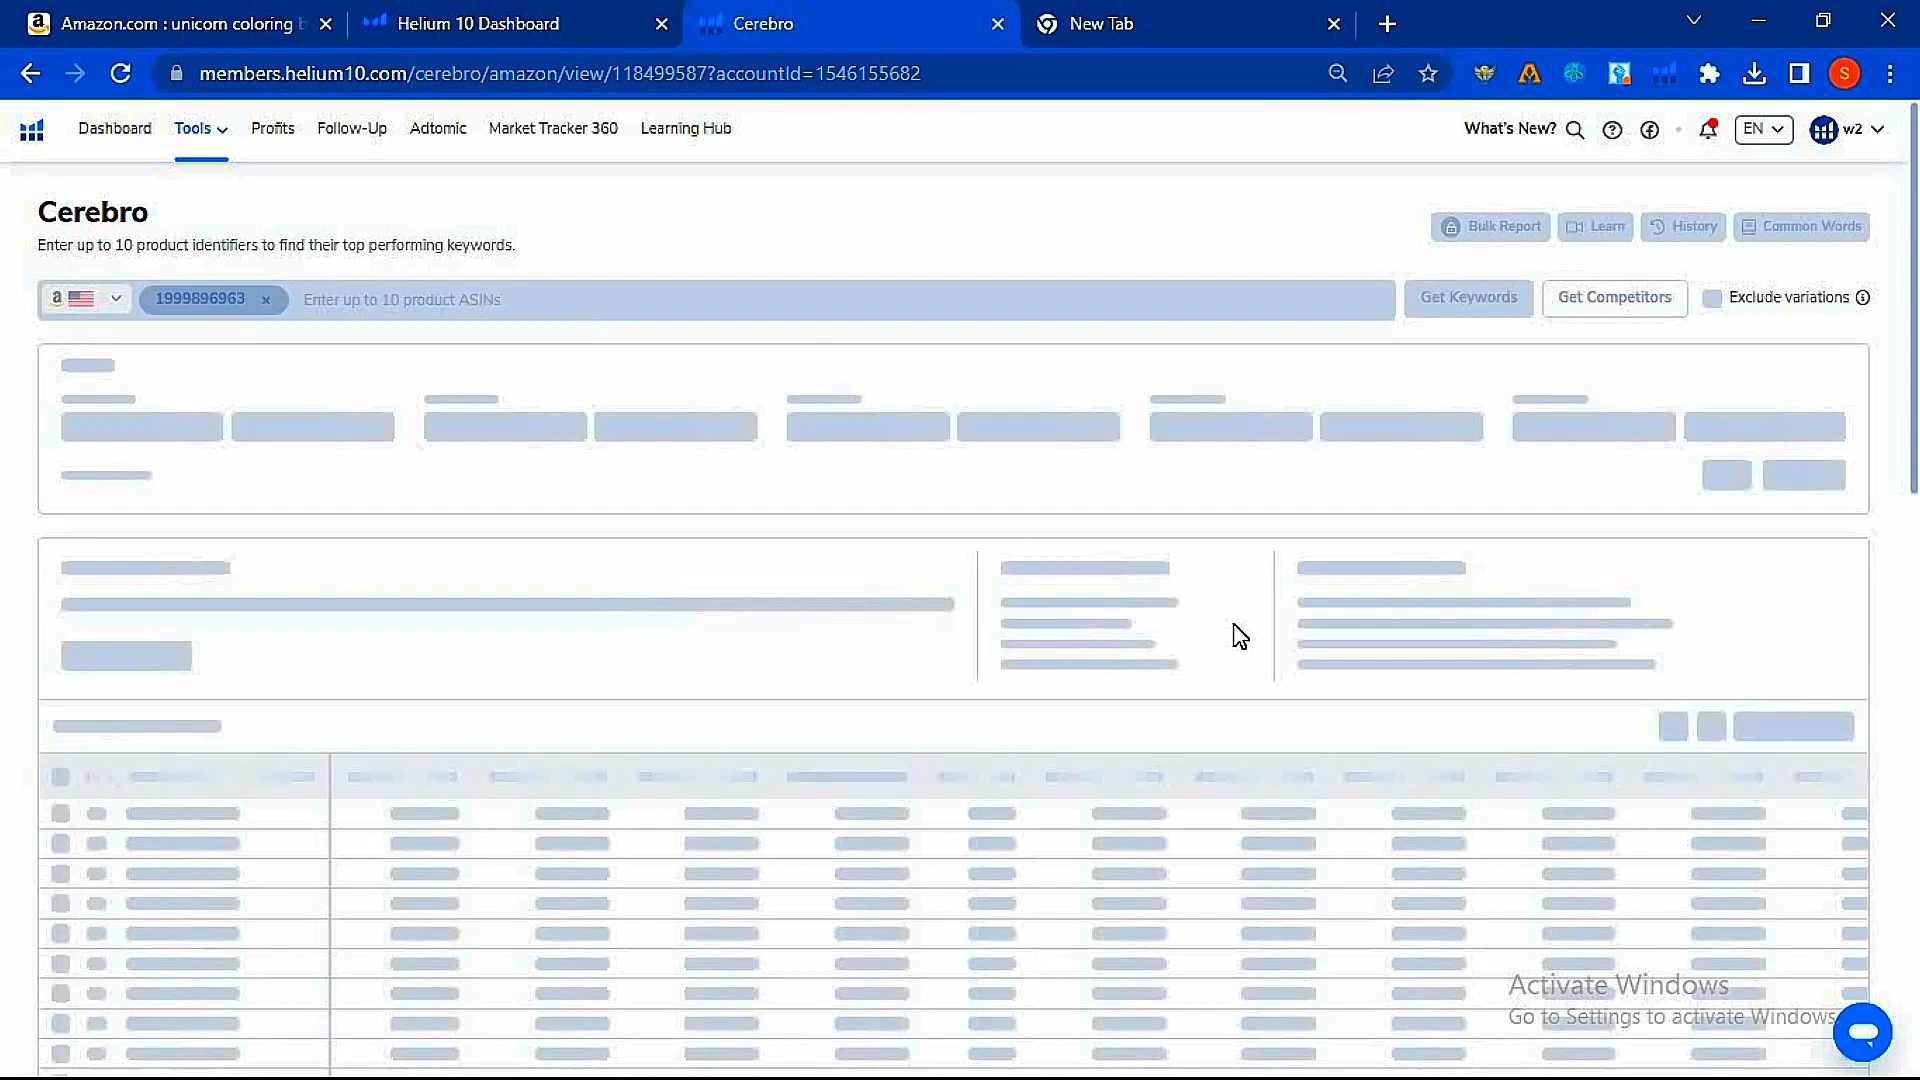 Amazon.com : unicorn coloring b
Helium 10 Dashboard
Cerebro
New Tab
members.helium10.com/cerebro/amazon/view/118499587?accountId=1546155682
S
Dashboard
Tools
Profits
Follow-Up
Adtomic
Market Tracker 360
Learning Hub
What's New?
EN
w2
Cerebro
Enter up to 10 product identifiers to find their top performing keywords.
Bulk Report
Learn
History
Common Words
a
1999896963
Enter up to 10 product ASINs
Get Keywords
Get Competitors
Exclude variations
Activate Windows
Go to Settings to activate Windows